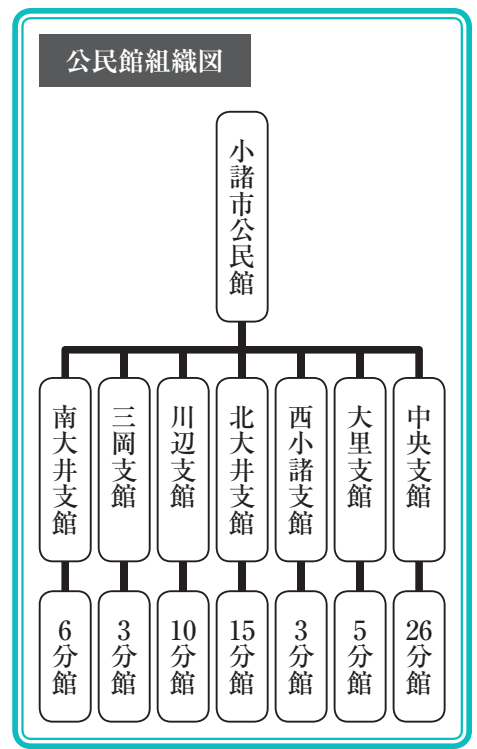 公民館組織図
小諸市公民館
中央支館
大里支館
西小諸支館
北大井支館
川辺支館
三岡支館
南大井支館
26分館
5分館
3分館
15分館
10分館
3分館
6分館